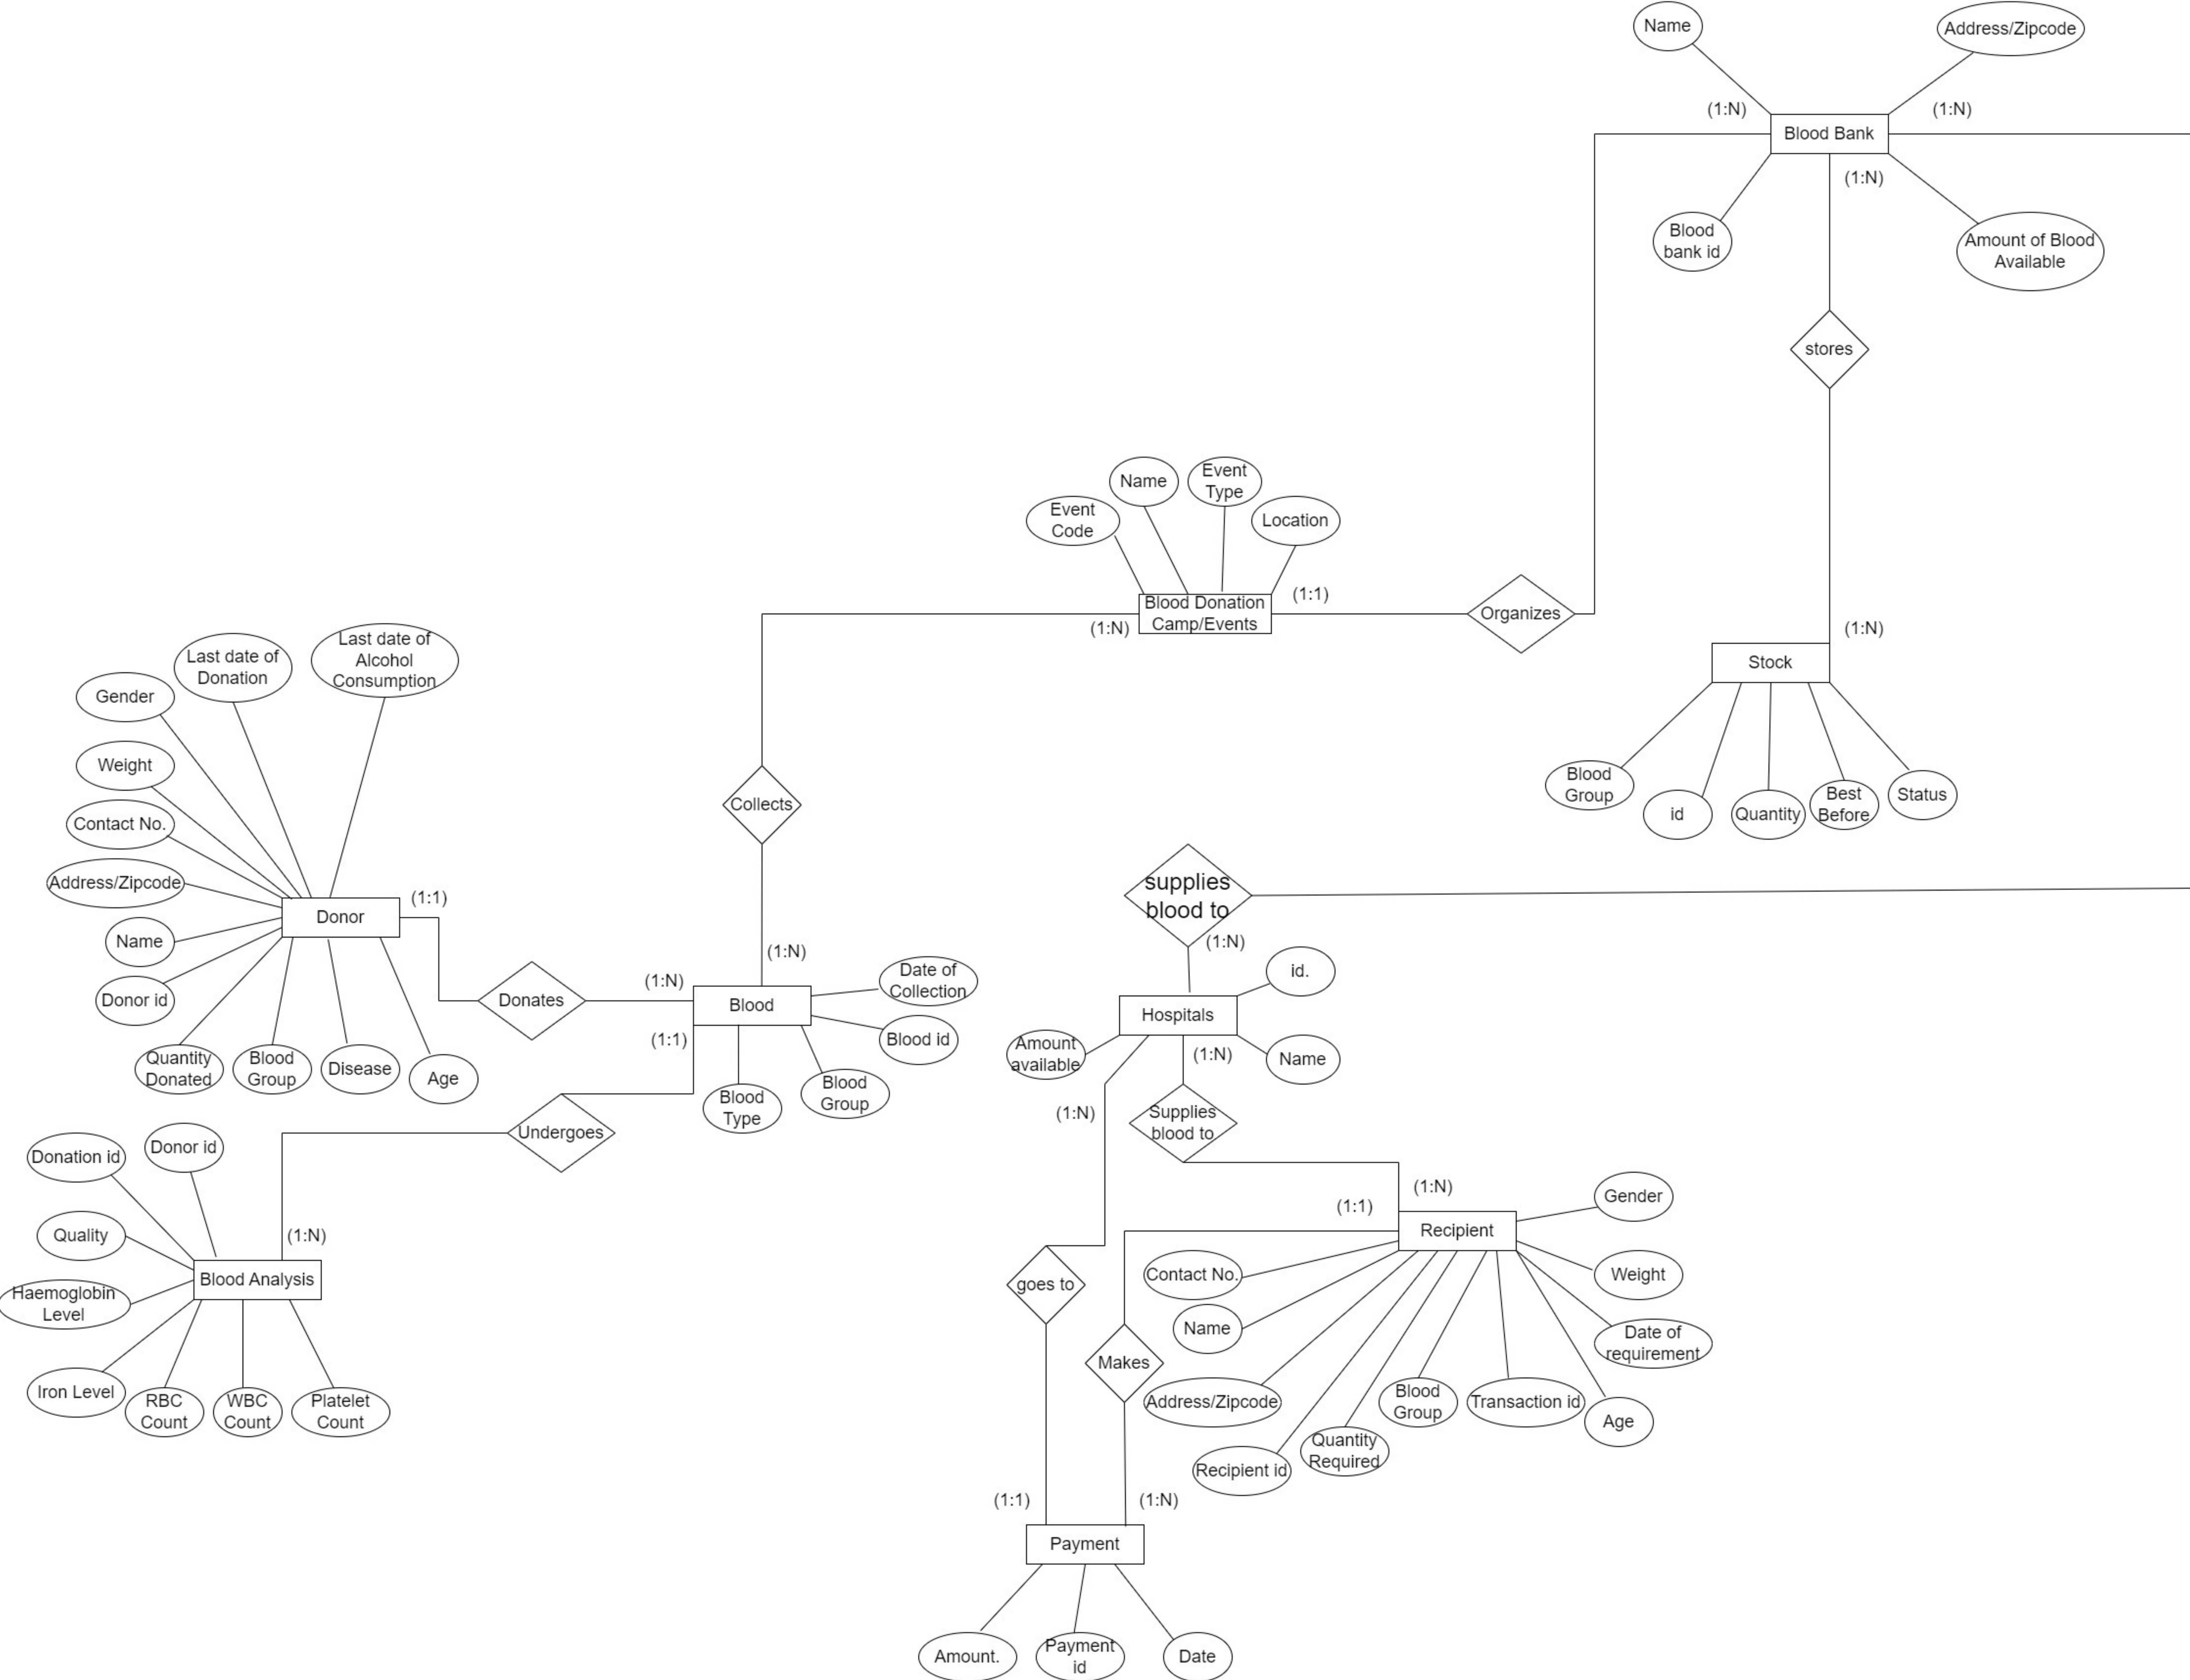 Name
Address/Zipcode
(1:N)
(1:N)
Blood Bank
(1:N)
Blood
bank id
Amount of Blood
Available
stores
Event
Code
Name
Event
Type
Location
Blood Donation
Camp/Events
(1:1)
(1:N)
Organizes
(1:N)
Stock
Blood
Group
id
Quantity
Best
Before
Status
Last date of
Donation
Last date of
Alcohol
Consumption
Gender
Weight
Contact No.
Address/Zipcode
Name
Donor id
Donor
(1:1)
Quantity
Donated
Blood
Group
Disease
Age
Collects
(1:N)
Donates
(1:N)
Blood
(1:1)
Date of
Collection
Blood id
Blood
Type
Blood
Group
Undergoes
supplies
blood to
(1:N)
Hospitals
id.
Name
Amount
available
(1:N)
(1:N)
Supplies
blood to
Donation id
Donor id
Quality
(1:N)
Blood Analysis
Haemoglobin
Level
Iron Level
RBC
Count
WBC
Count
Platelet
Count
(1:1)
(1:N)
Recipient
Gender
Weight
Date of
requirement
Contact No.
Name
Address/Zipcode
Recipient id
Quantity
Required
Blood
Group
Transaction id
Age
goes to
Makes
(1:1)
(1:N)
Payment
Amount.
Payment
id
Date